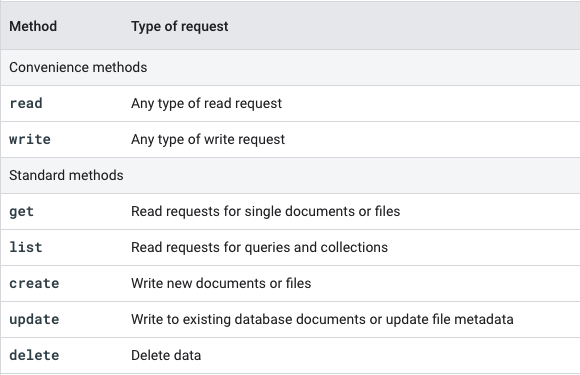 Method Type of request
Convenience methods
read Any type of read request
write Any type of write request
Standard methods
get Read requests for single documents or files
list Read requests for queries and collections
create Write new documents or files
update Write to existing database documents or update file metadata
delete Delete data